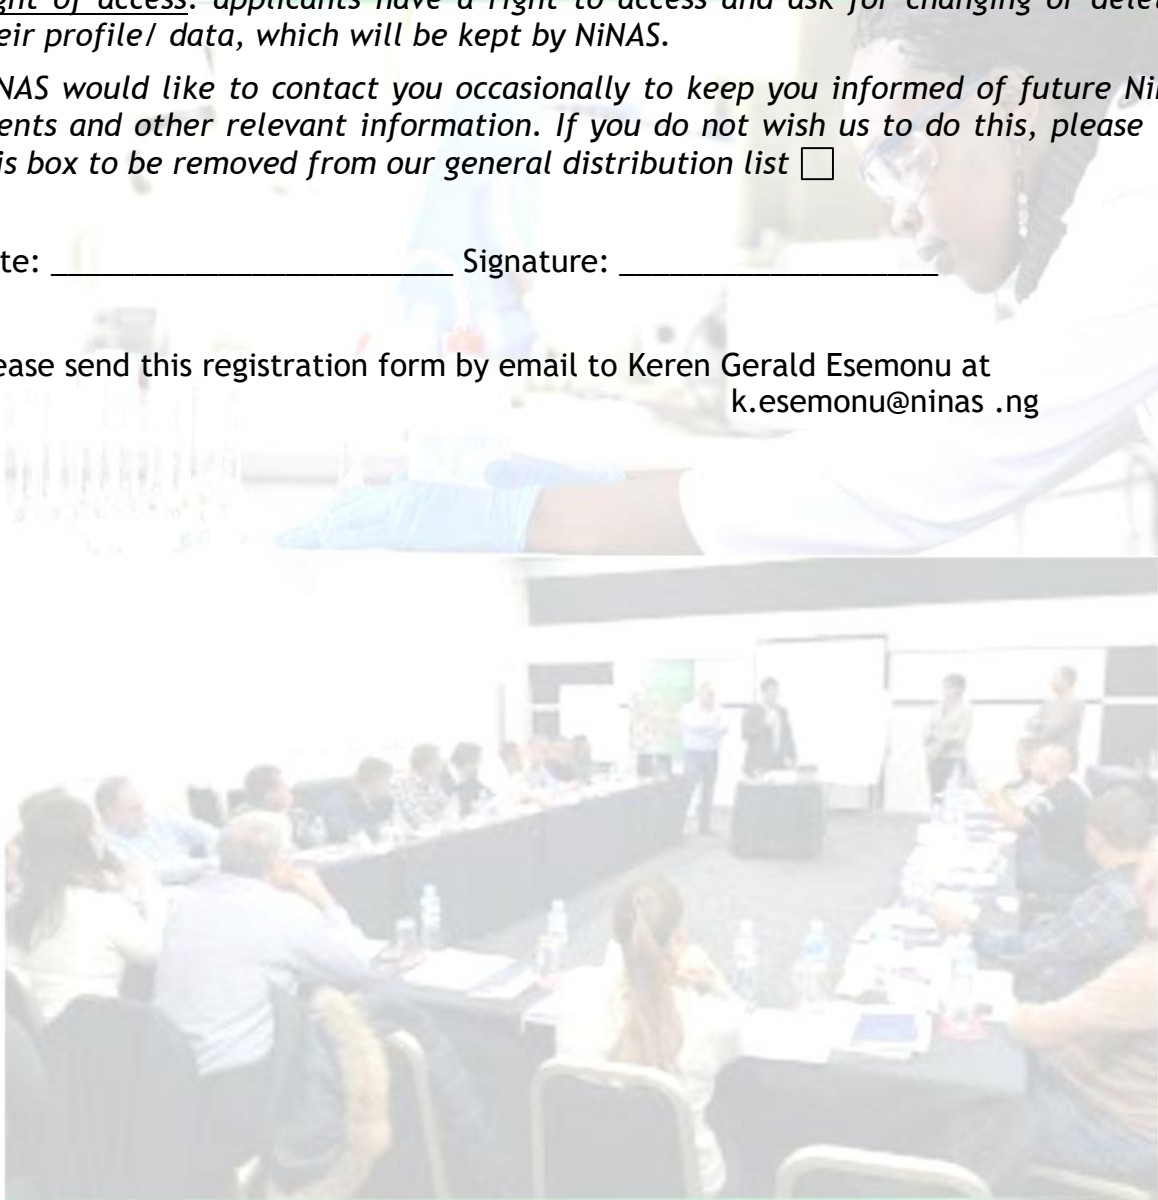 ght of access: applicants have a right to access and ask for changing or dele
eir profile/ data, which will be kept by NiNAS.
NAS would like to contact you occasionally to keep you informed of future Ni
ents and other relevant information. If you do not wish us to do this, please
is box to be removed from our general distribution list
te: ________________________ Signature: ___________________
ease send this registration form by email to Keren Gerald Esemonu at
k.esemonu@ninas .ng